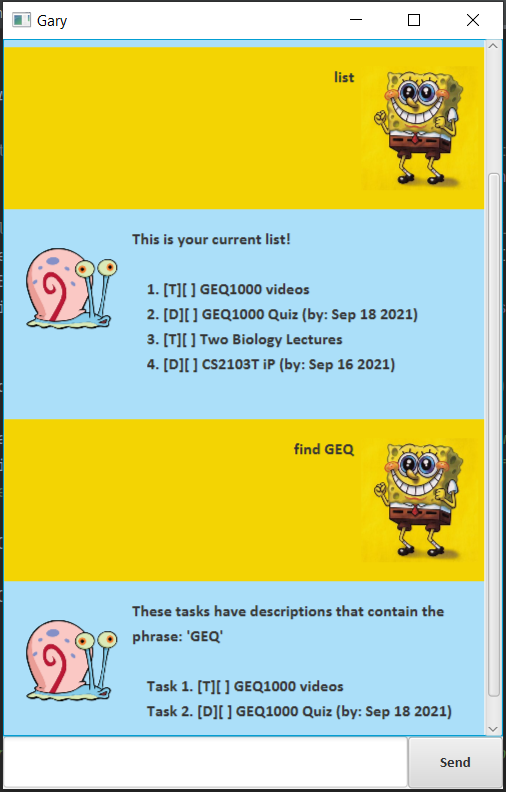 Gary
list
This is your current list!
1. [T][ ] GEQ1000 videos
2. [D][ ] GEQ1000 Quiz (by: Sep 18 2021)
3. [T][ ] Two Biology Lectures
4. [D][ ] CS2103T iP (by: Sep 16 2021)
find GEQ
These tasks have descriptions that contain the
phrase: 'GEQ'
Task 1. [T][ ] GEQ1000 videos
Task 2. [D][ ] GEQ1000 Quiz (by: Sep 18 2021)
Send